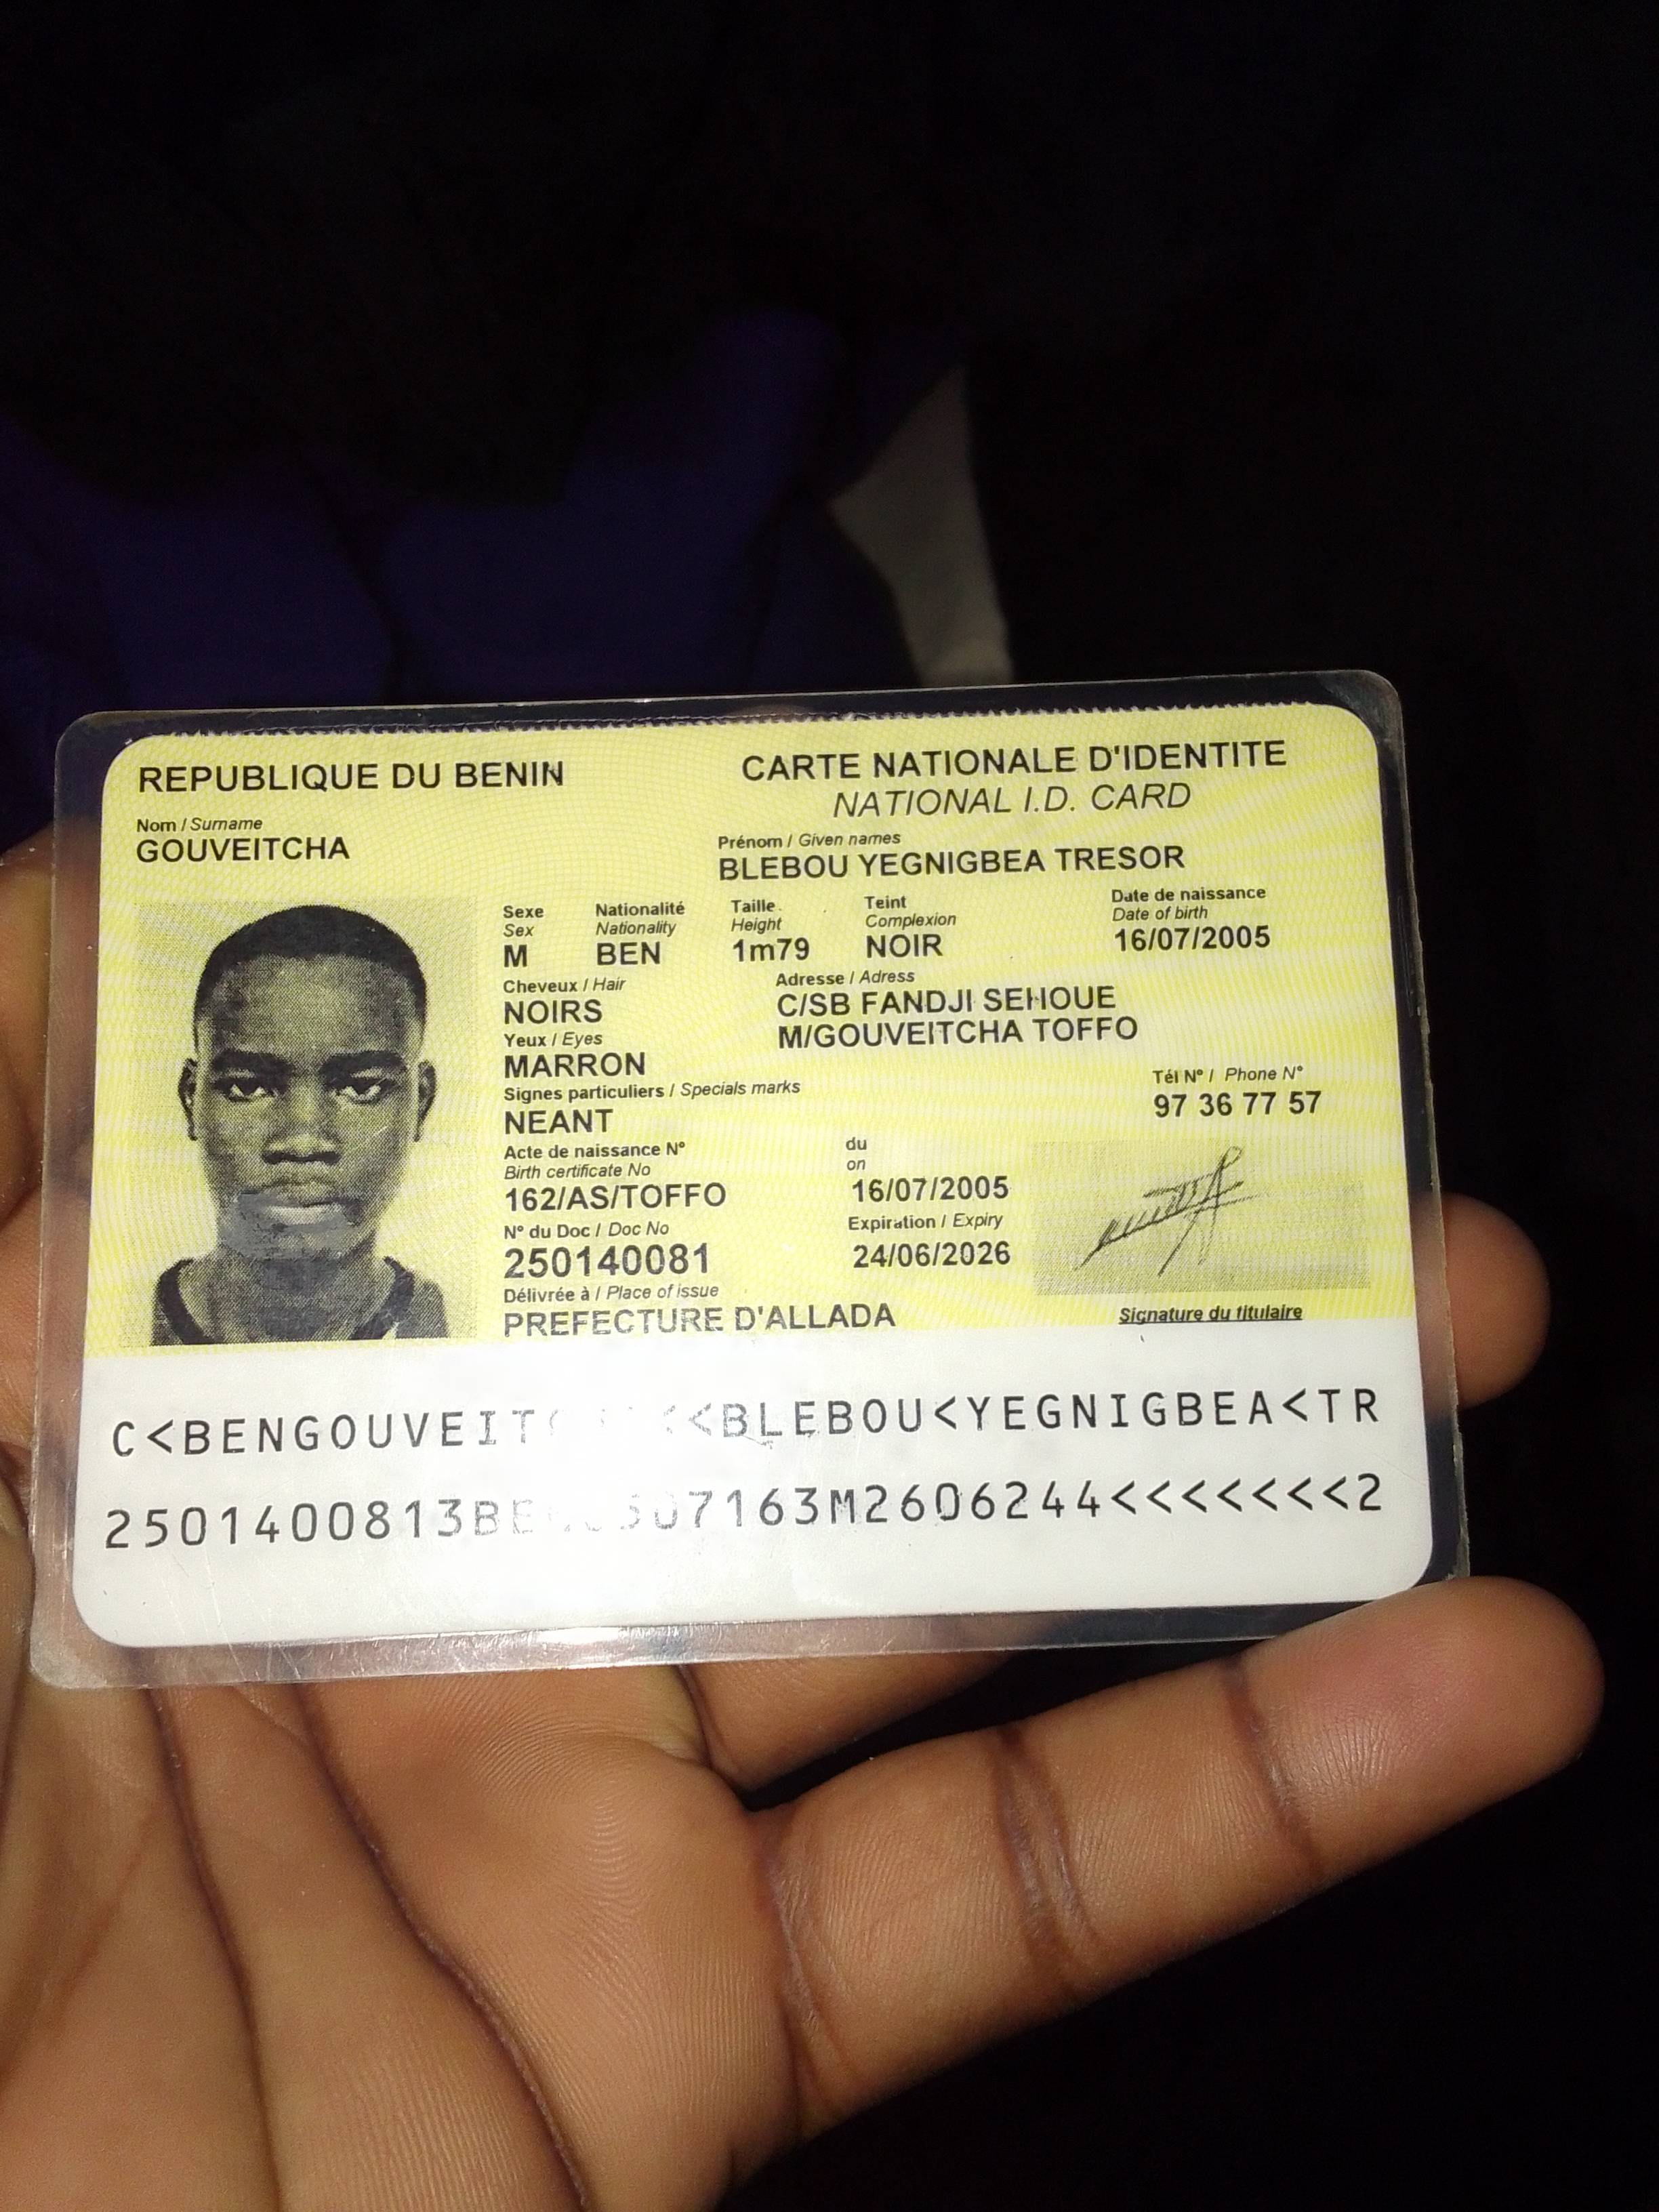 REPUBLIQUE DU BENIN
CARTE NATIONALE D'IDENTITE
NATIONAL I.D. CARD
Nom / Surname
GOUVEITCHA
Prénom / Given names
BLEBOU YEGNIGBEA TRESOR
Sexe Nationalité Taille Teint Date de naissance
Sex Nationality Height Complexion Date of birth
M BEN 1m79 NOIR 16/07/2005
Cheveux / Hair Adresse / Adress
NOIRS C/SB FANDJI SEHOUE
Yeux / Eyes M/GOUVEITCHA TOFFO
MARRON
Signes particuliers / Specials marks Tél N° / Phone N°
NEANT 97 36 77 57
Acte de naissance N° du
Birth certificate No on
162/AS/TOFFO 16/07/2005
N° du Doc / Doc No Expiration / Expiry
250140081 24/06/2026
Délivrée à / Place of issue
PREFECTURE D'ALLADA Signature du titulaire
C<BENGOUVEIT <<BLEBOU<YEGNIGBEA<TR
2501400813BE 07163M2606244<<<<<<<2